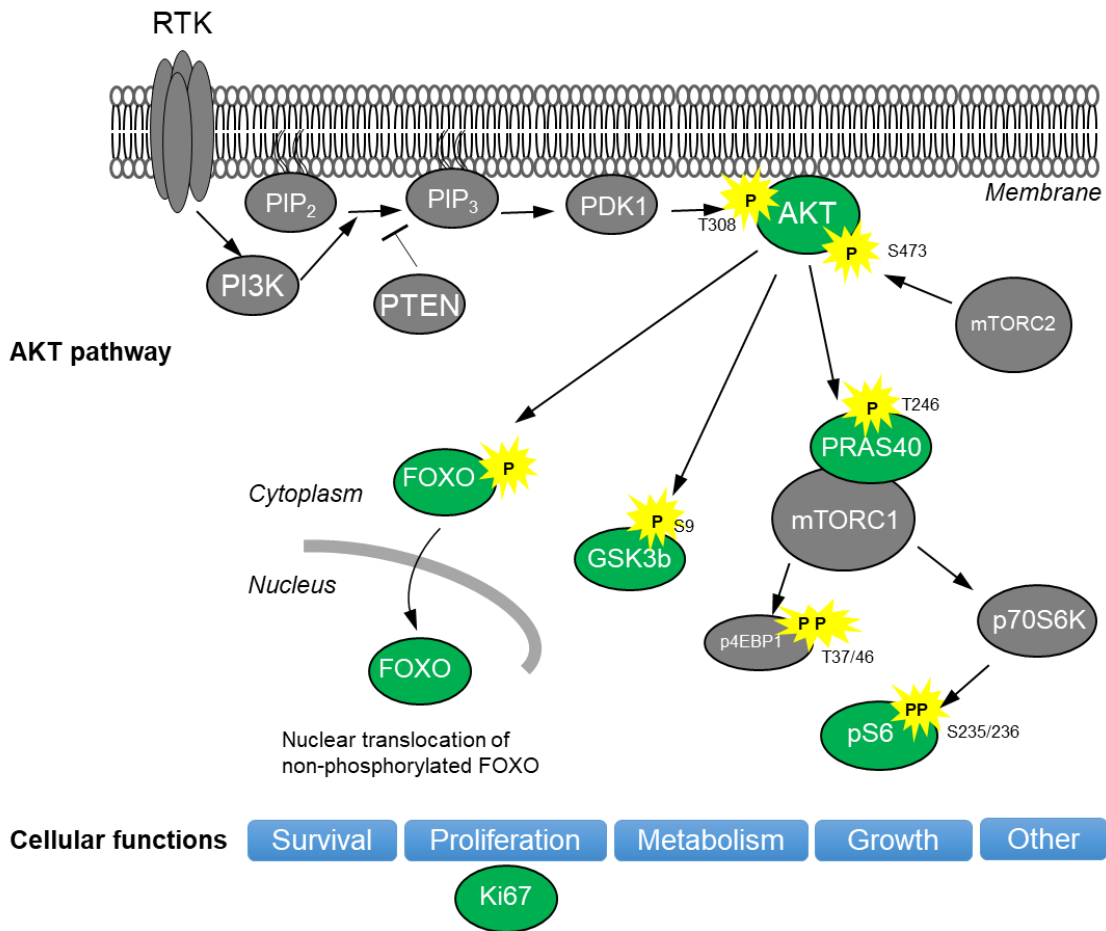 RTK
Membrane
PIP2
PIP3
PDK1
P
T308
AKT
P
S473
PI3K
PTEN
mTORC2
AKT pathway
P
T246
PRAS40
FOXO
P
Cytoplasm
mTORC1
P
S9
GSK3b
Nucleus
p4EBP1
P P
T37/46
p70S6K
FOXO
pS6
PP
S235/236
Nuclear translocation of
non-phosphorylated FOXO
Cellular functions
Survival
Proliferation
Metabolism
Growth
Other
Ki67